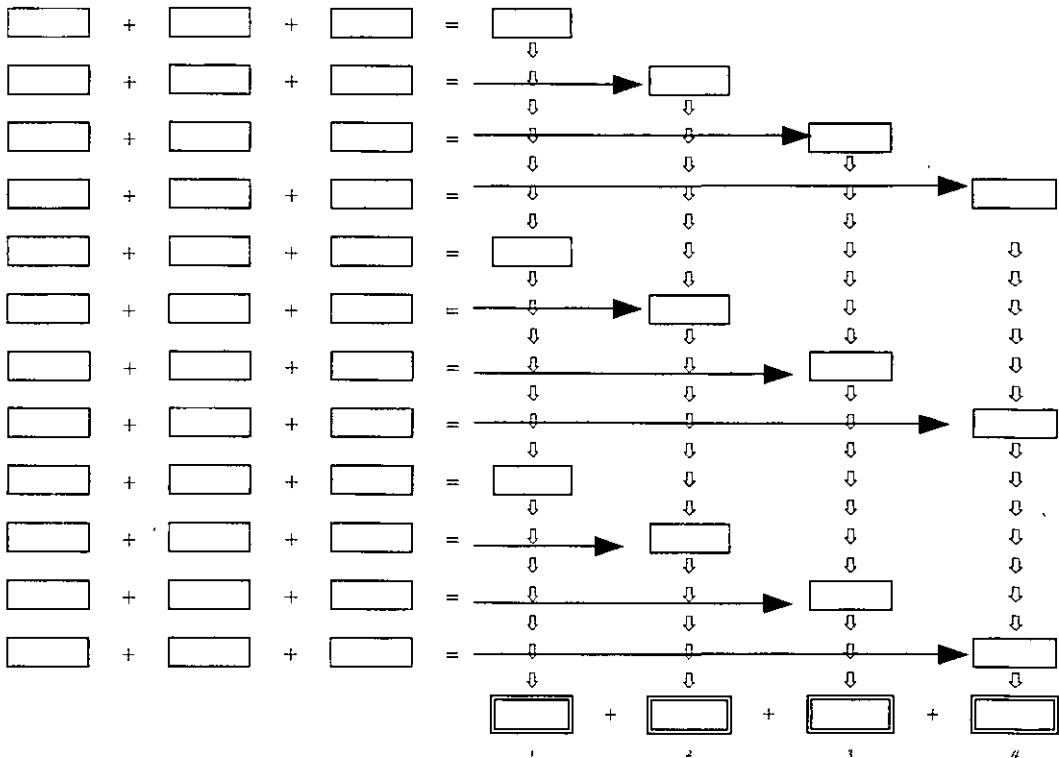 + + + =
+ + + =
+ + =
+ + + =
+ + + =
+ + + =
+ + + =
+ + + =
+ + + =
+ + + =
+ + + =
+ + + =
+ + +
1 2 3 4